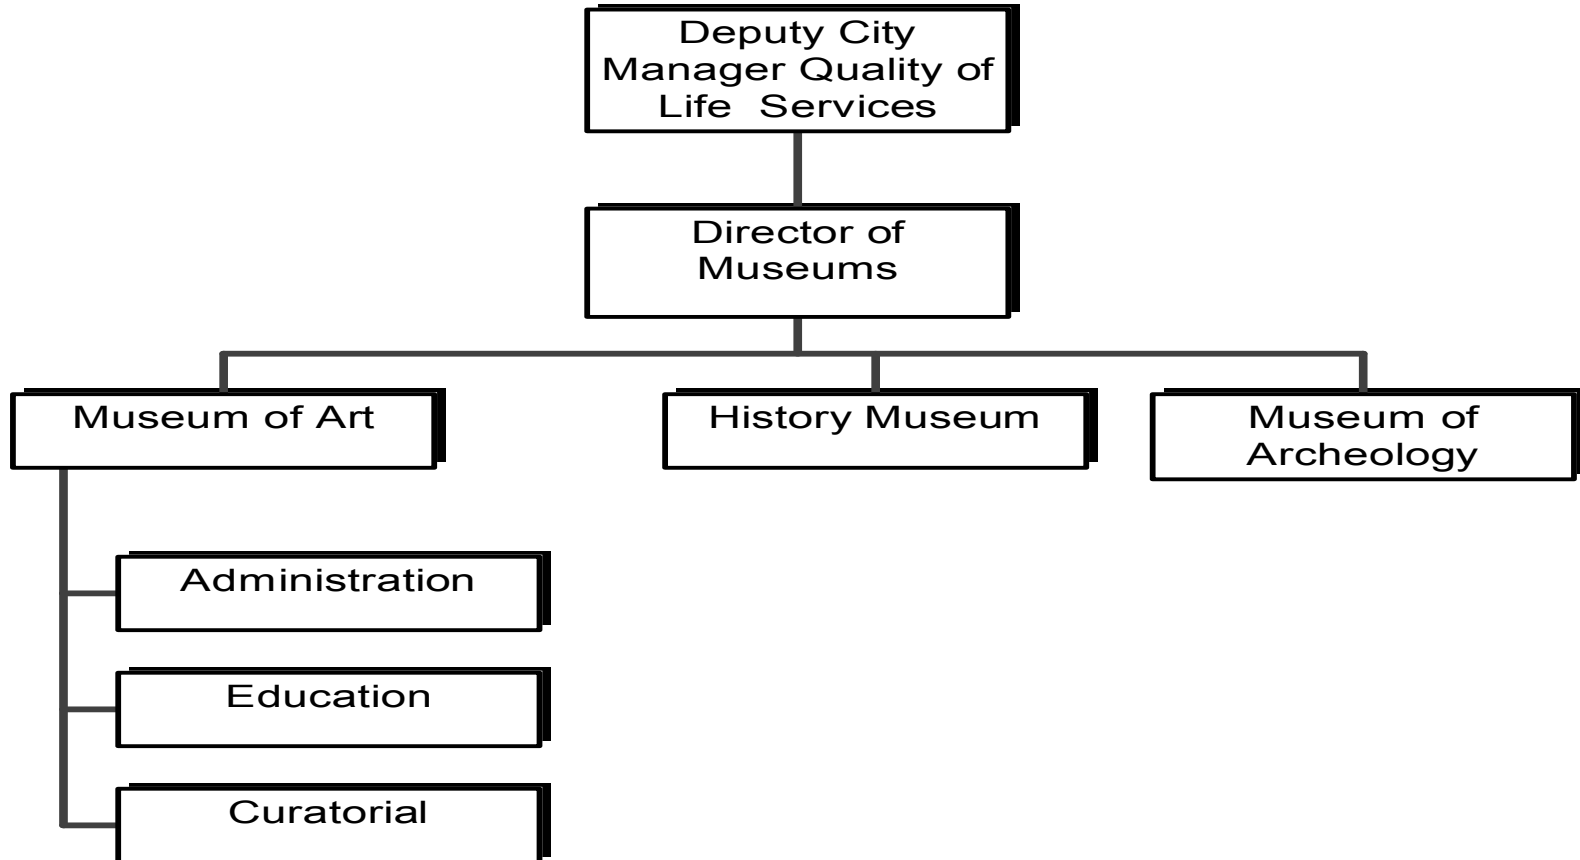 Deputy City
Manager Quality of
Life Services
Director of
Museums
Museum of Art
History Museum
Museum of
Archeology
Administration
Education
Curatorial